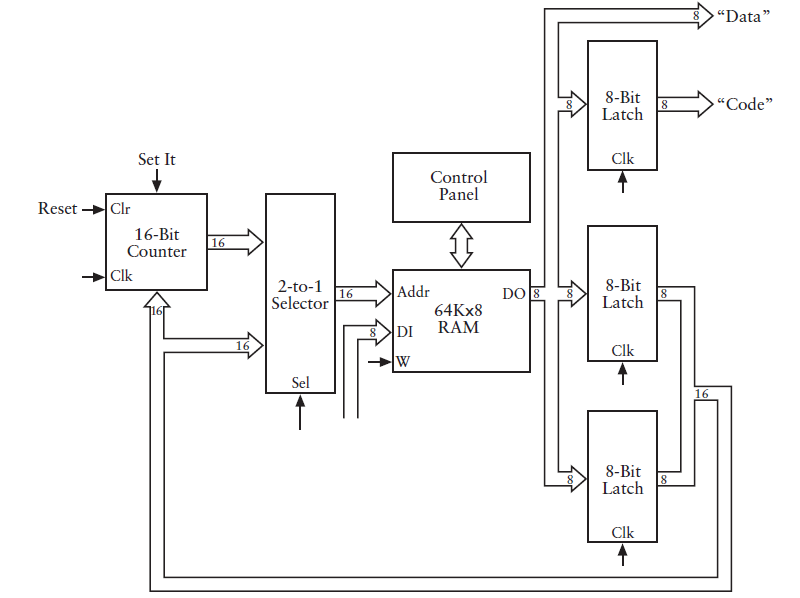 8 “Data”
8-Bit
Latch
8
8 “Code”
Clk
Set It
Reset
Clr
16-Bit
Counter
Clk
16
16
16
2-to-1
Selector
Sel
16
Control
Panel
Addr
DO
64Kx8
RAM
8 DI
W
8
8
8-Bit
Latch
8
Clk
16
8
8-Bit
Latch
8
Clk